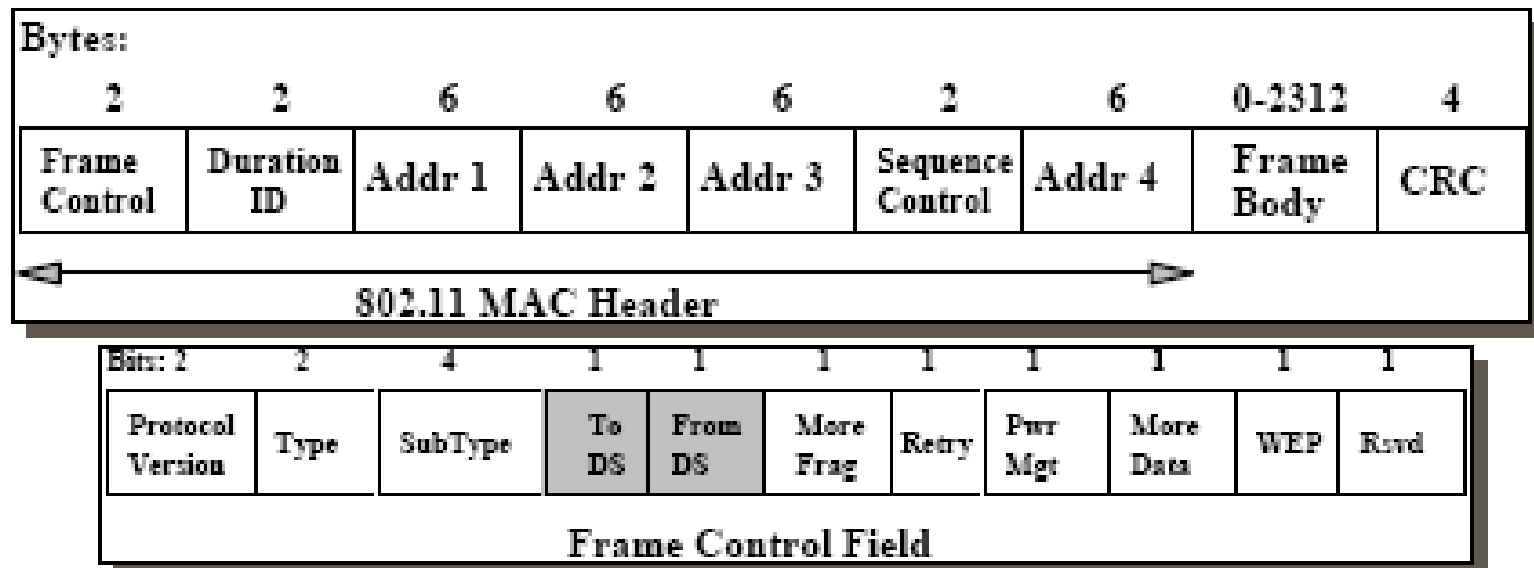 Bytes:
2 2 6 6 6 2 6 0-2312 4
Frame Control Duration ID Addr 1 Addr 2 Addr 3 Sequence Control Addr 4 Frame Body CRC
802.11 MAC Header
Bits: 2 2 4 1 1 1 1 1 1 1 1
Protocol Version Type SubType To DS From DS More Frag Retry Pwr Mgt More Data WEP Rsvd
Frame Control Field